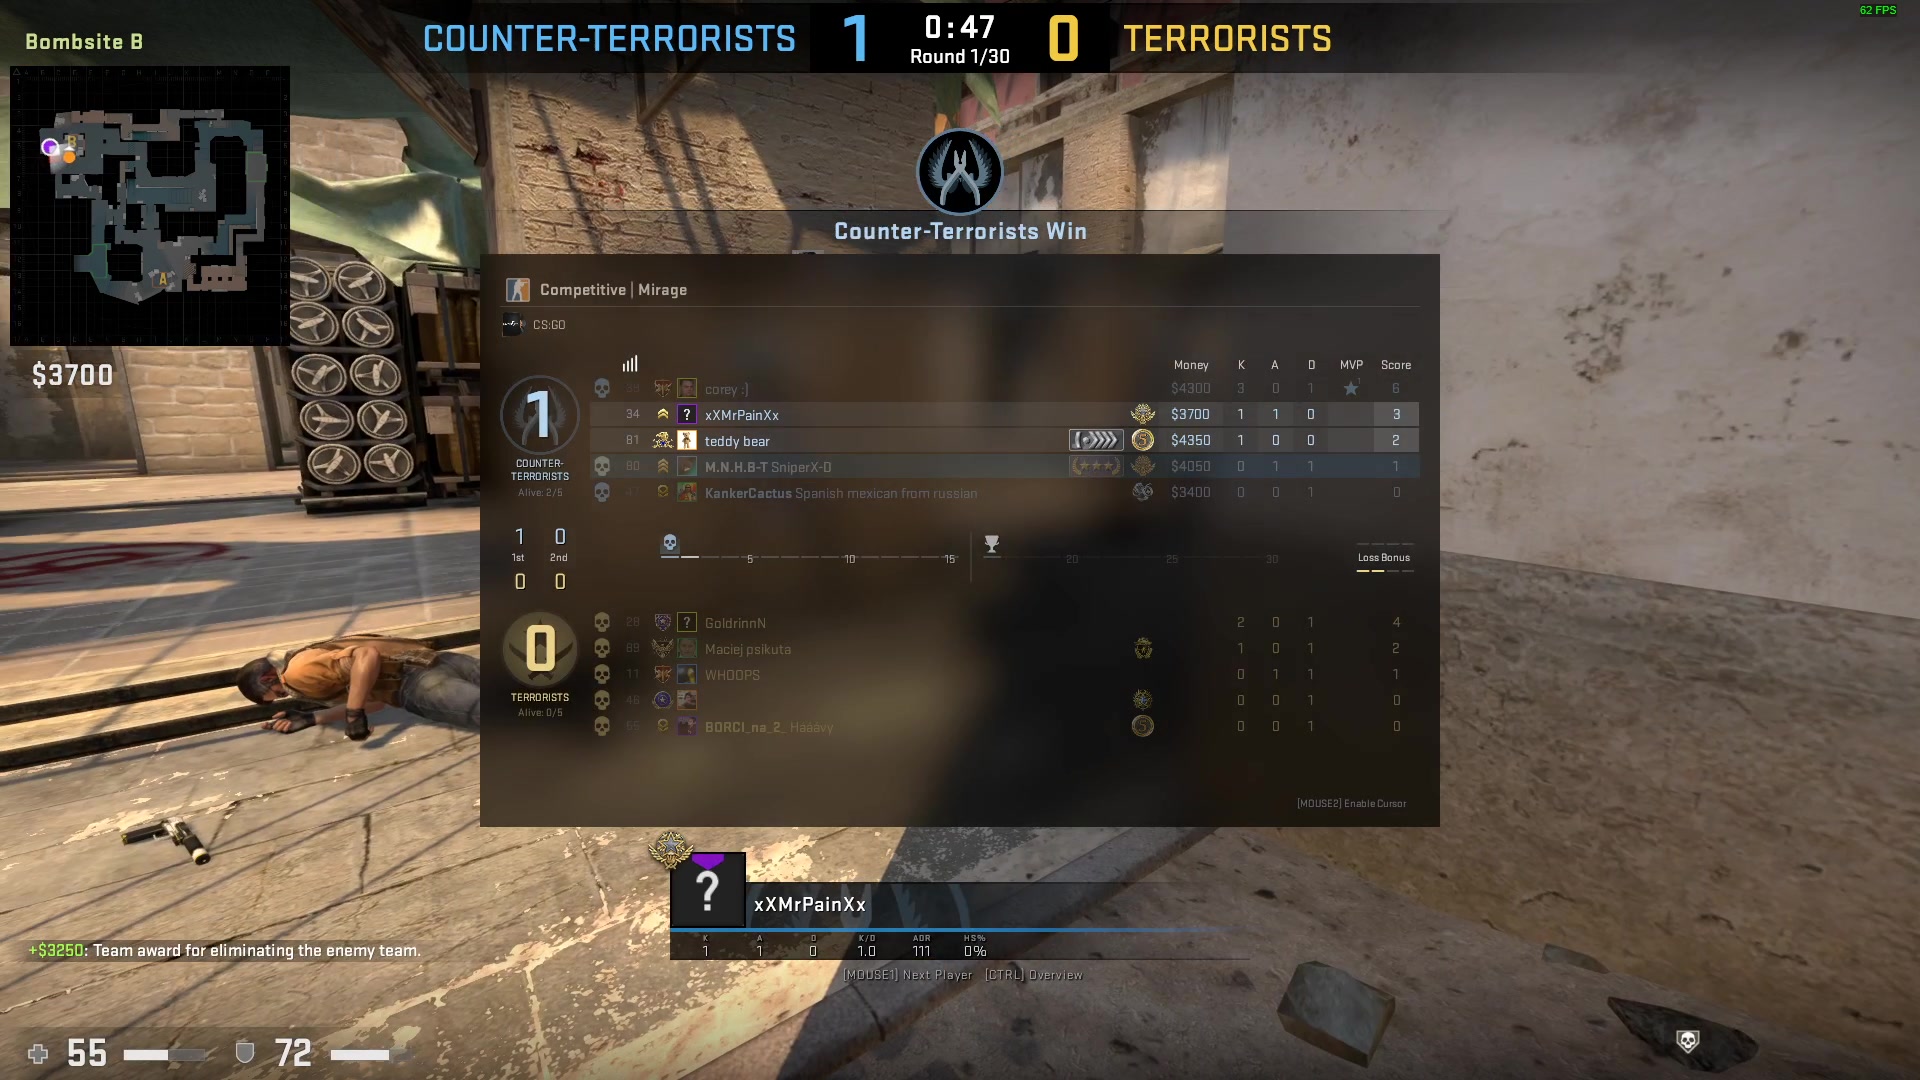 62 FPS
Bombsite B
COUNTER-TERRORISTS 1 0:47 0 TERRORISTS
Round 1/30
B
A
$3700
Counter-Terrorists Win
Competitive | Mirage
CS:GO
Money K A D MVP Score
corey :) $4300 3 0 1 6
34 xXMrPainXx $3700 1 1 0 3
81 teddy bear 5 $4350 1 0 0 2
80 M.N.H.B-T SniperX-D $4050 0 1 1 1
KankerCactus Spanish mexican from russian $3400 0 0 1 0
1
COUNTER-
TERRORISTS
Alive: 2/5
1 0
1st 2nd
0 0
5 10 15 20 25 30
Loss Bonus
0
TERRORISTS
Alive: 0/5
28 GoldrinnN 2 0 1 4
89 Maciej psikuta 1 0 1 2
11 WHOOPS 0 1 1 1
46 0 0 1 0
BORCI_na_2_ Hááávy 5 0 0 1 0
[MOUSE2] Enable Cursor
?
xXMrPainXx
K A D K/D ADR HS%
1 1 0 1.0 111 0%
[MOUSE1] Next Player [CTRL] Overview
+$3250: Team award for eliminating the enemy team.
55 72